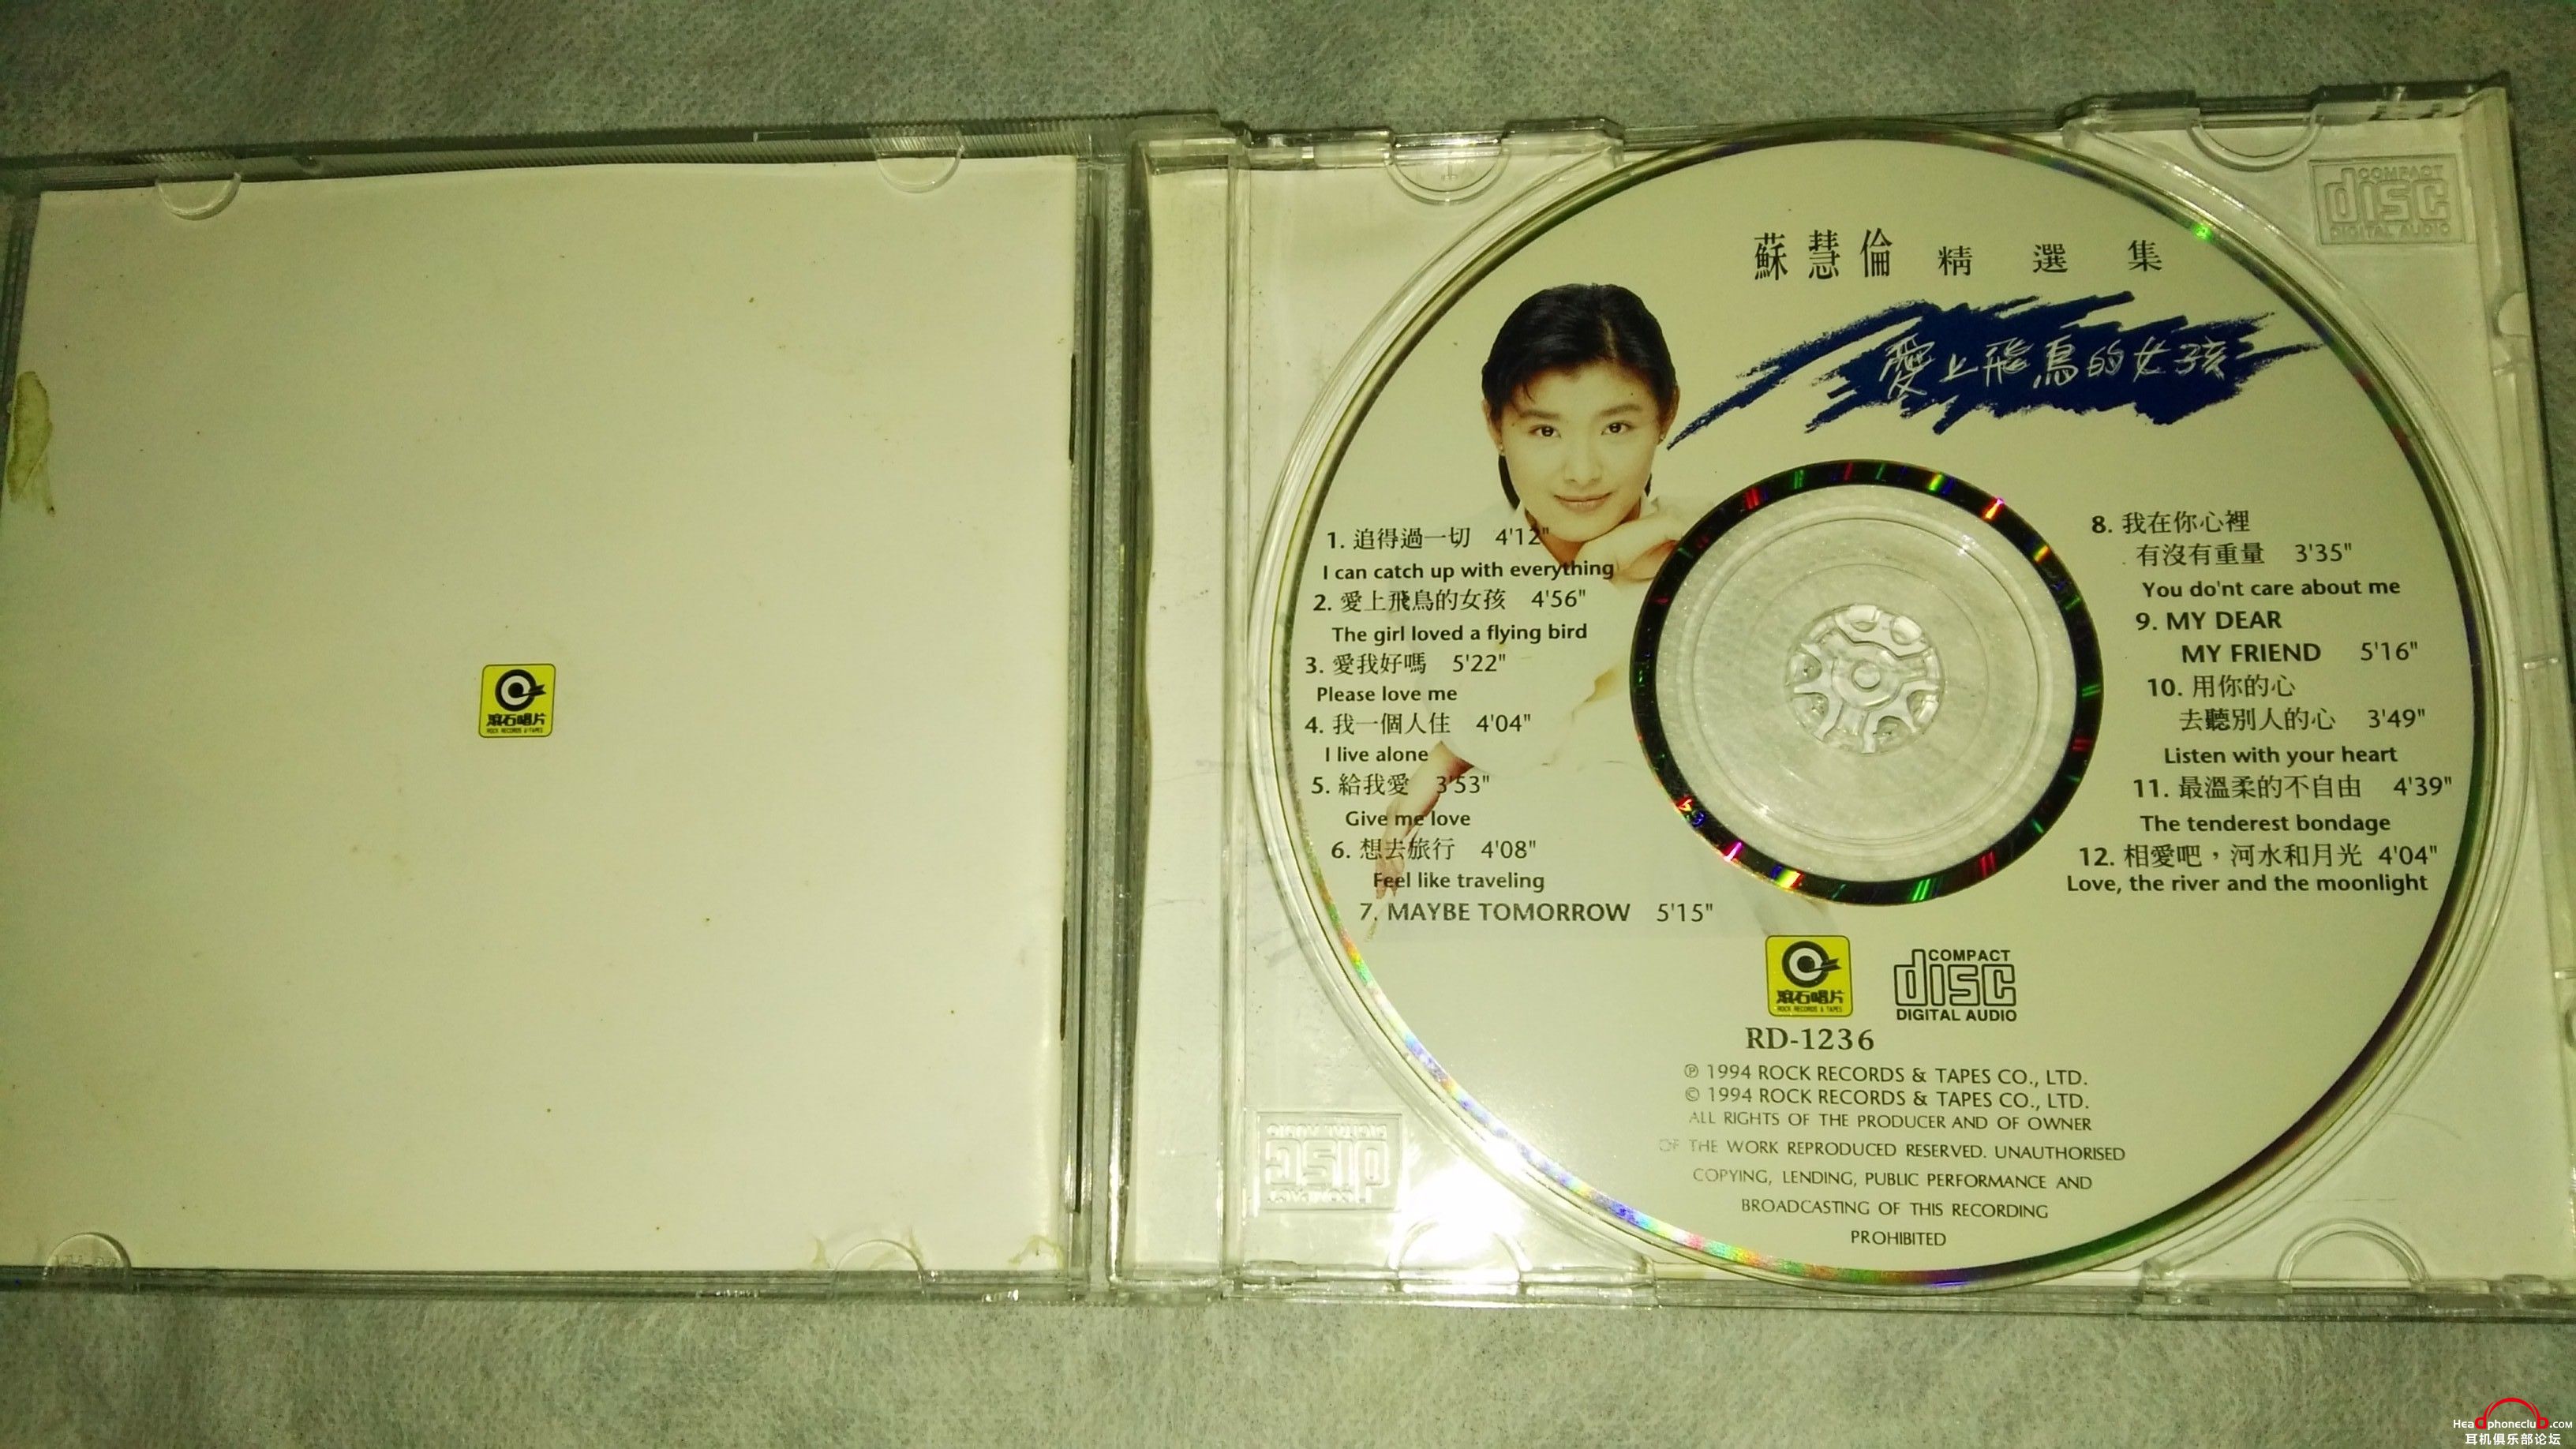 滾石唱片
ROCK RECORDS & TAPES
COMPACT
disc
DIGITAL AUDIO
蘇慧倫 精選集
愛上飛鳥的女孩
1. 追得過一切 4'12"
I can catch up with everything
2. 愛上飛鳥的女孩 4'56"
The girl loved a flying bird
3. 愛我好嗎 5'22"
Please love me
4. 我一個人住 4'04"
I live alone
5. 給我愛 3'53"
Give me love
6. 想去旅行 4'08"
Feel like traveling
7. MAYBE TOMORROW 5'15"
8. 我在你心裡
有沒有重量 3'35"
You do'nt care about me
9. MY DEAR
MY FRIEND 5'16"
10. 用你的心
去聽別人的心 3'49"
Listen with your heart
11. 最溫柔的不自由 4'39"
The tenderest bondage
12. 相愛吧，河水和月光 4'04"
Love, the river and the moonlight
滾石唱片
ROCK RECORDS & TAPES
COMPACT
disc
DIGITAL AUDIO
RD-1236
℗ 1994 ROCK RECORDS & TAPES CO., LTD.
© 1994 ROCK RECORDS & TAPES CO., LTD.
ALL RIGHTS OF THE PRODUCER AND OF OWNER
OF THE WORK REPRODUCED RESERVED. UNAUTHORISED
COPYING, LENDING, PUBLIC PERFORMANCE AND
BROADCASTING OF THIS RECORDING
PROHIBITED
COMPACT
disc
DIGITAL AUDIO
Headphoneclub.com
耳机俱乐部论坛